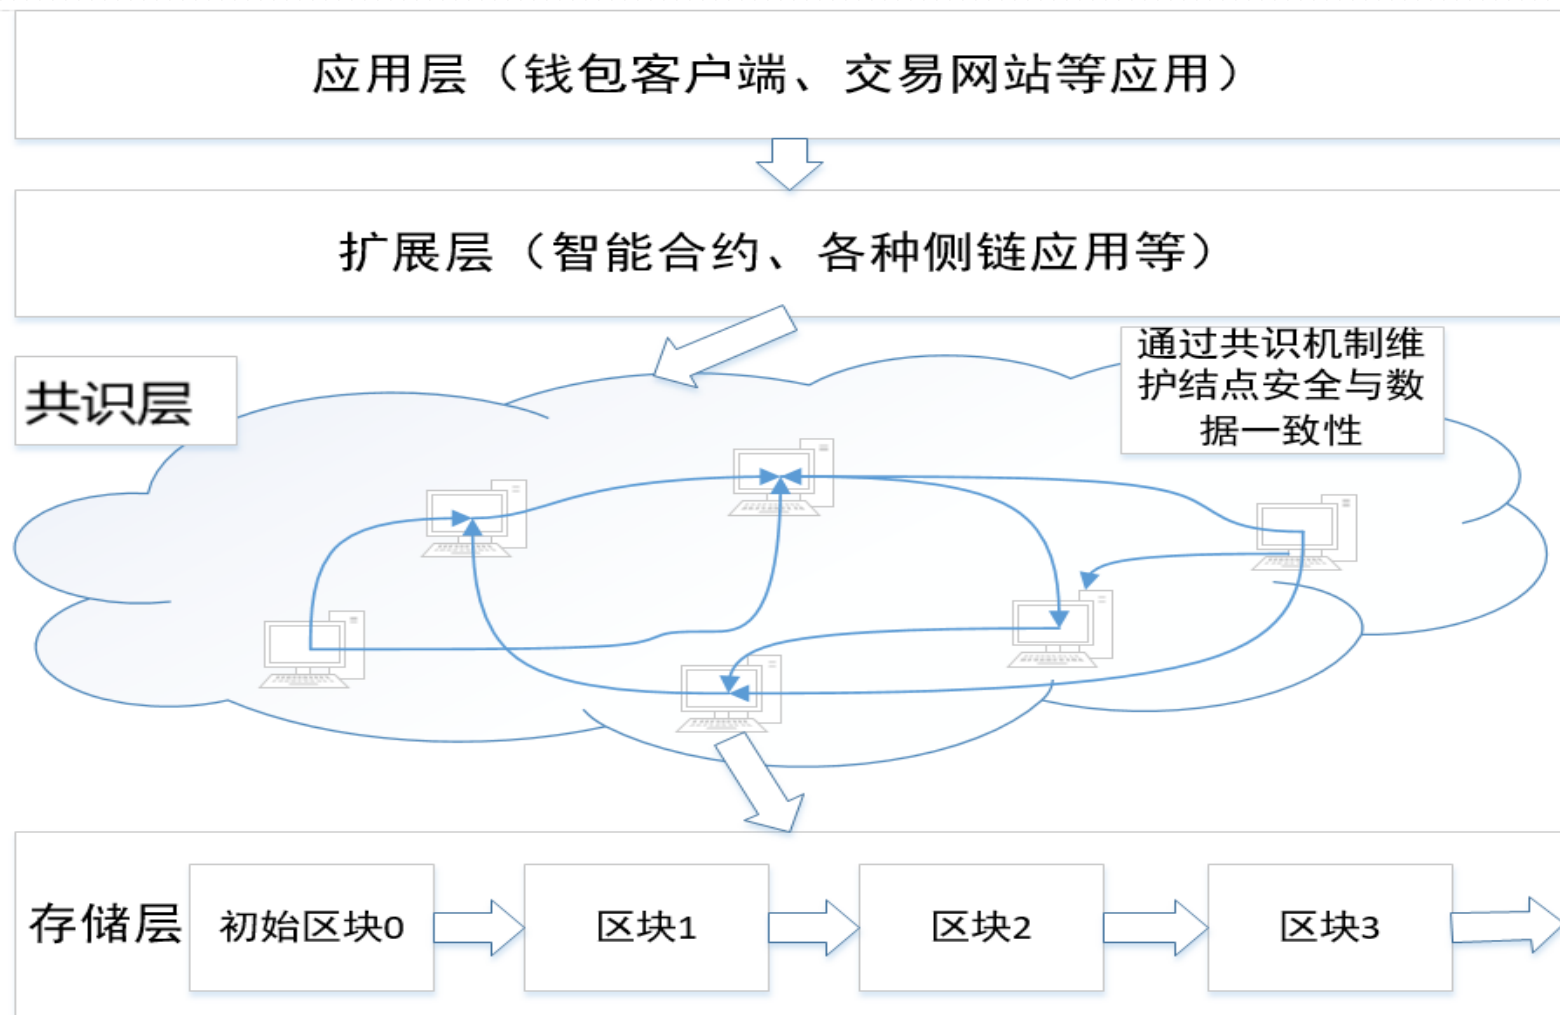 应用层（钱包客户端、交易网站等应用）
扩展层（智能合约、各种侧链应用等）
共识层
通过共识机制维
护结点安全与数
据一致性
存储层
初始区块0
区块1
区块2
区块3